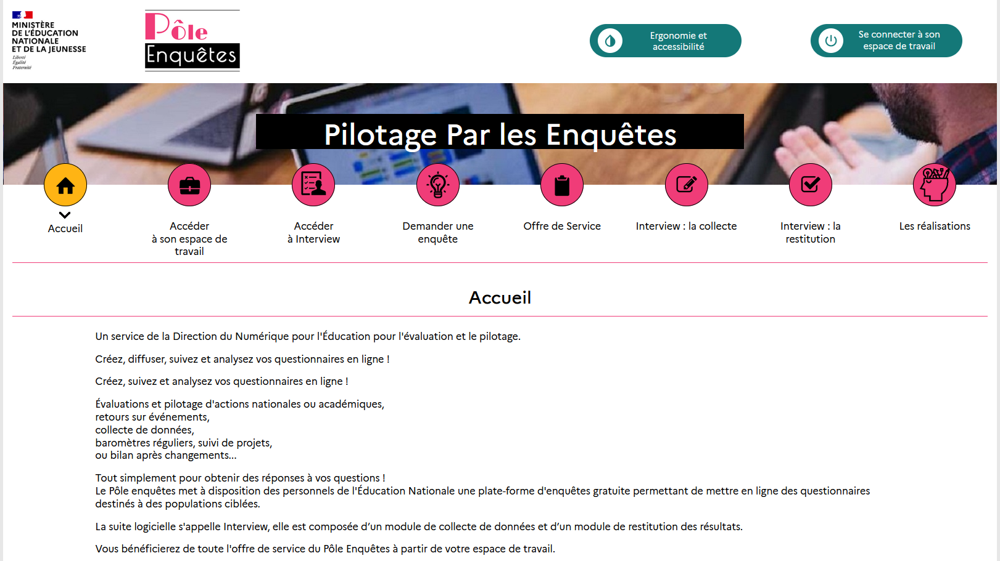 MINISTÈRE
DE L'ÉDUCATION
NATIONALE
ET DE LA JEUNESSE
Liberté
Égalité
Fraternité
Pôle
Enquêtes
Ergonomie et
accessibilité
Se connecter à son
espace de travail
Pilotage Par les Enquêtes
Accueil
Accéder
à son espace de
travail
Accéder
à Interview
Demander une
enquête
Offre de Service
Interview : la collecte
Interview : la
restitution
Les réalisations
Accueil
Un service de la Direction du Numérique pour l'Éducation pour l'évaluation et le pilotage.
Créez, diffuser, suivez et analysez vos questionnaires en ligne !
Créez, suivez et analysez vos questionnaires en ligne !
Évaluations et pilotage d'actions nationales ou académiques,
retours sur événements,
collecte de données,
baromètres réguliers, suivi de projets,
ou bilan après changements...
Tout simplement pour obtenir des réponses à vos questions !
Le Pôle enquêtes met à disposition des personnels de l'Éducation Nationale une plate-forme d'enquêtes gratuite permettant de mettre en ligne des questionnaires
destinés à des populations ciblées.
La suite logicielle s'appelle Interview, elle est composée d’un module de collecte de données et d’un module de restitution des résultats.
Vous bénéficierez de toute l'offre de service du Pôle Enquêtes à partir de votre espace de travail.